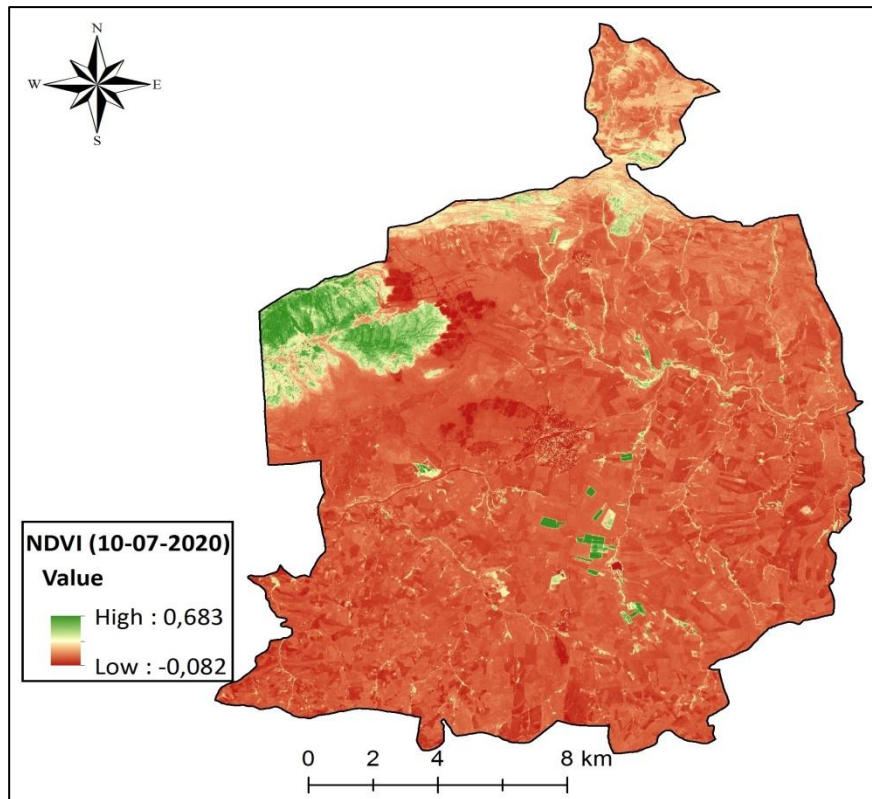 N
W E
S
NDVI (10-07-2020)
Value
High : 0,683
Low : -0,082
0 2 4 8 km